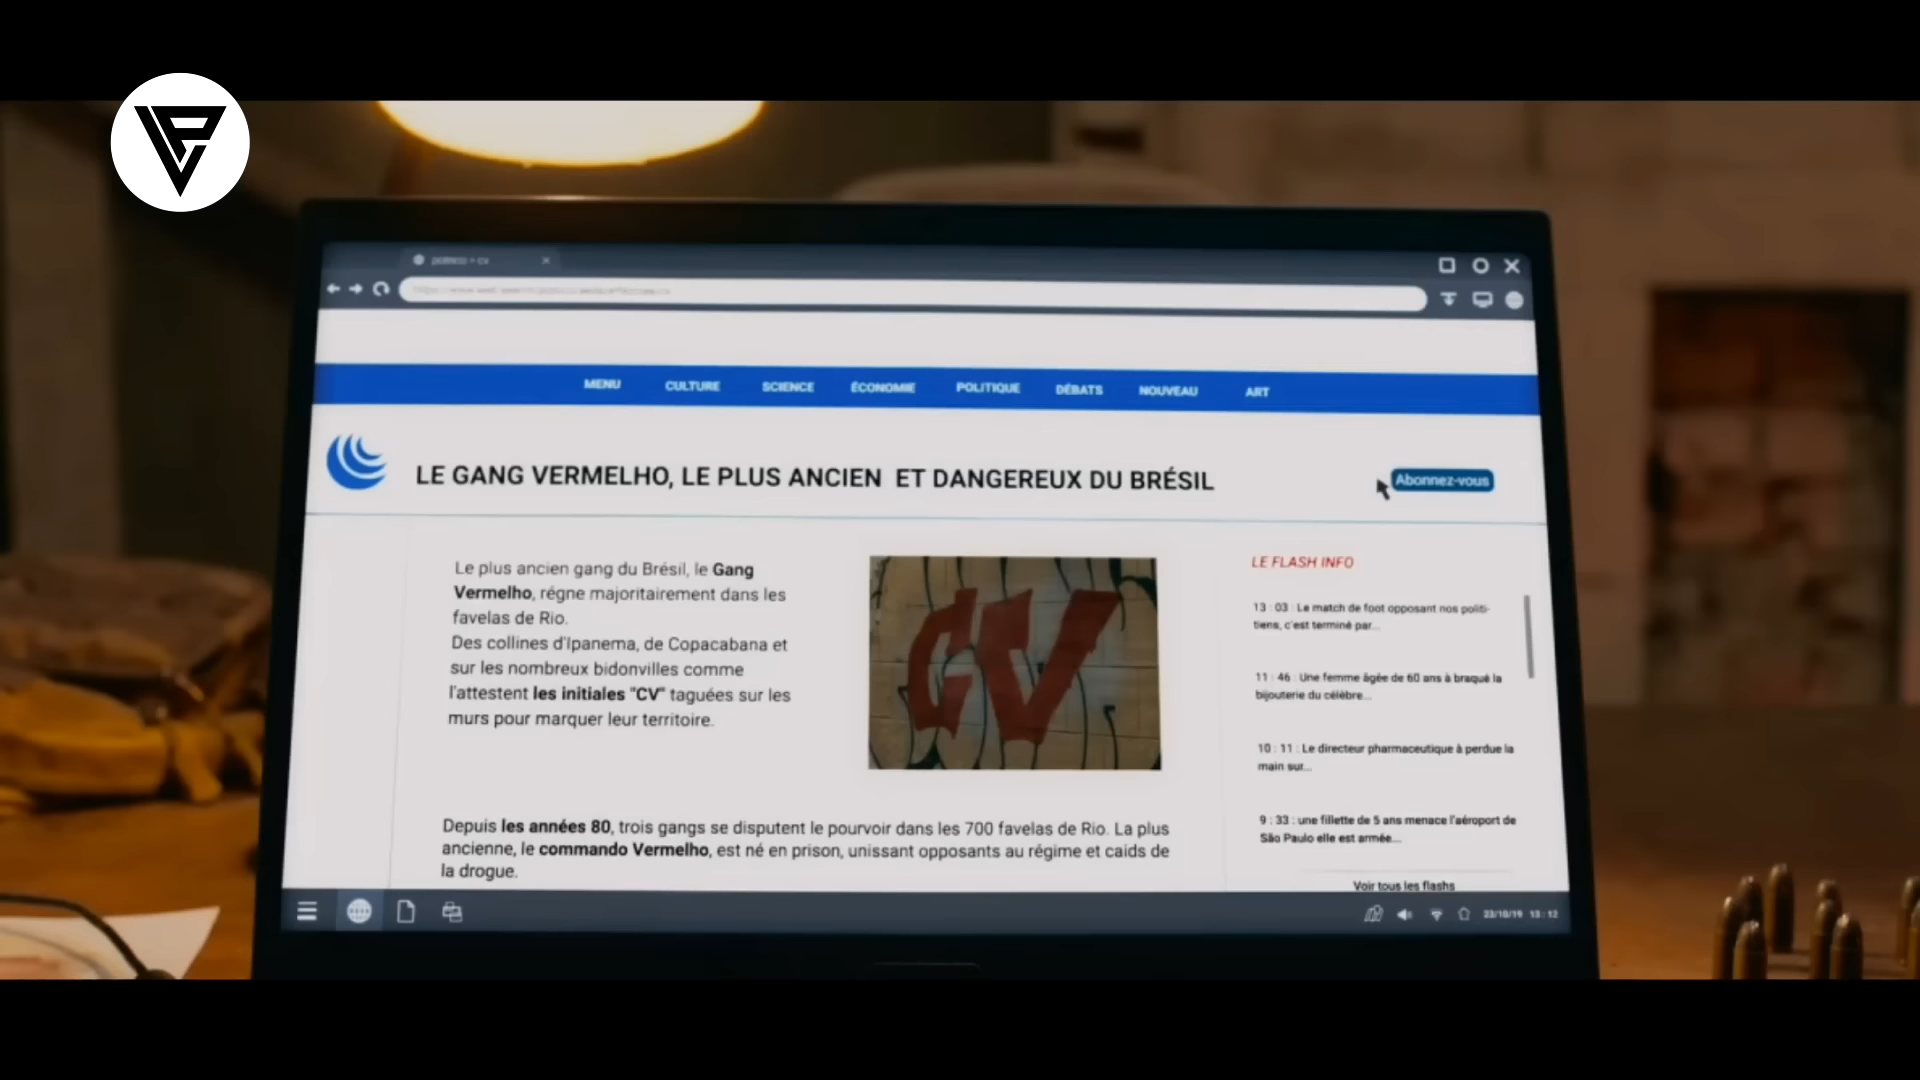 MENU CULTURE SCIENCE ÉCONOMIE POLITIQUE DÉBATS NOUVEAU ART
LE GANG VERMELHO, LE PLUS ANCIEN ET DANGEREUX DU BRÉSIL
Abonnez-vous
Le plus ancien gang du Brésil, le Gang
Vermelho, régne majoritairement dans les
favelas de Rio.
Des collines d'Ipanema, de Copacabana et
sur les nombreux bidonvilles comme
l'attestent les initiales "CV" taguées sur les
murs pour marquer leur territoire.
CV
Depuis les années 80, trois gangs se disputent le pourvoir dans les 700 favelas de Rio. La plus
ancienne, le commando Vermelho, est né en prison, unissant opposants au régime et caids de
la drogue.
LE FLASH INFO
13 : 03 : Le match de foot opposant nos politi-
tiens, c'est terminé par...
11 : 46 : Une femme âgée de 60 ans à braqué la
bijouterie du célèbre...
10 : 11 : Le directeur pharmaceutique à perdue la
main sur...
9 : 33 : une fillette de 5 ans menace l'aéroport de
São Paulo elle est armée...
Voir tous les flashs
23/10/19 13:12